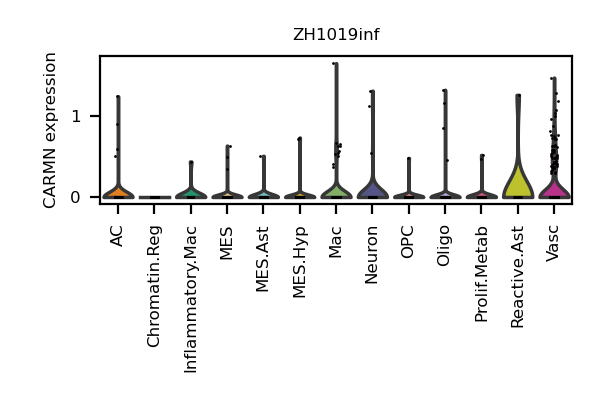 ZH1019inf
CARMN expression
1
0
AC
Chromatin.Reg
Inflammatory.Mac
MES
MES.Ast
MES.Hyp
Mac
Neuron
OPC
Oligo
Prolif.Metab
Reactive.Ast
Vasc